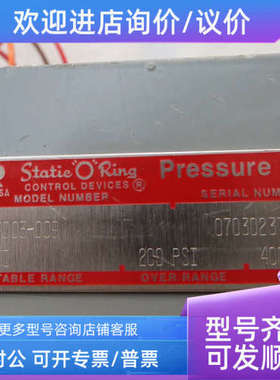 欢迎进店询价/议价
Static "O" Ring
Pressure
CONTROL DEVICES ®
MODEL NUMBER
SERIAL NUM
200 PSI
TABLE RANGE
OVER RANGE
更多型号咨询店铺客服
对公 可开专票/普票
型号齐
可发顺